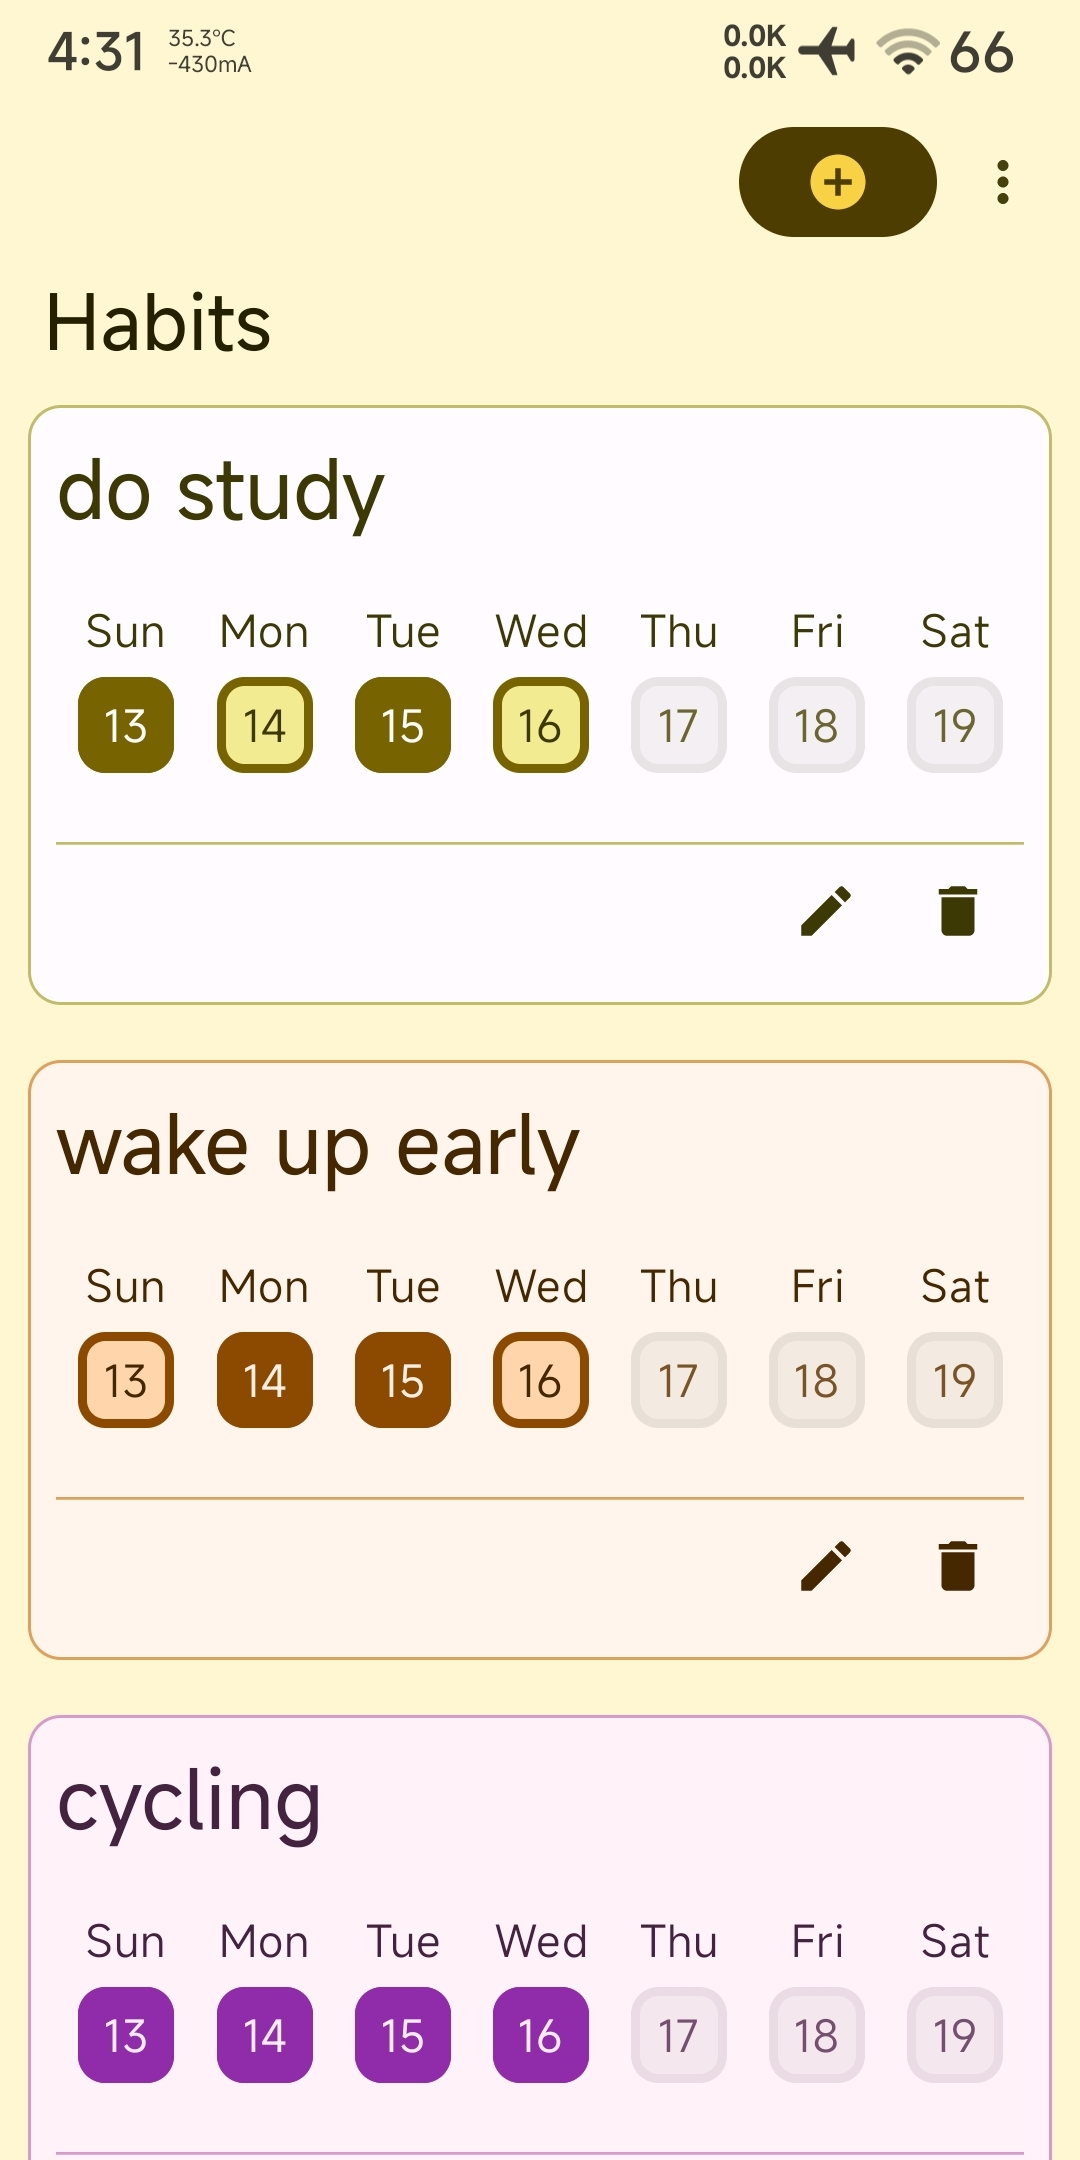 4:31 35.3°C 0.0K 66
-430mA 0.0K
Habits
do study
Sun Mon Tue Wed Thu Fri Sat
13 14 15 16 17 18 19
wake up early
Sun Mon Tue Wed Thu Fri Sat
13 14 15 16 17 18 19
cycling
Sun Mon Tue Wed Thu Fri Sat
13 14 15 16 17 18 19